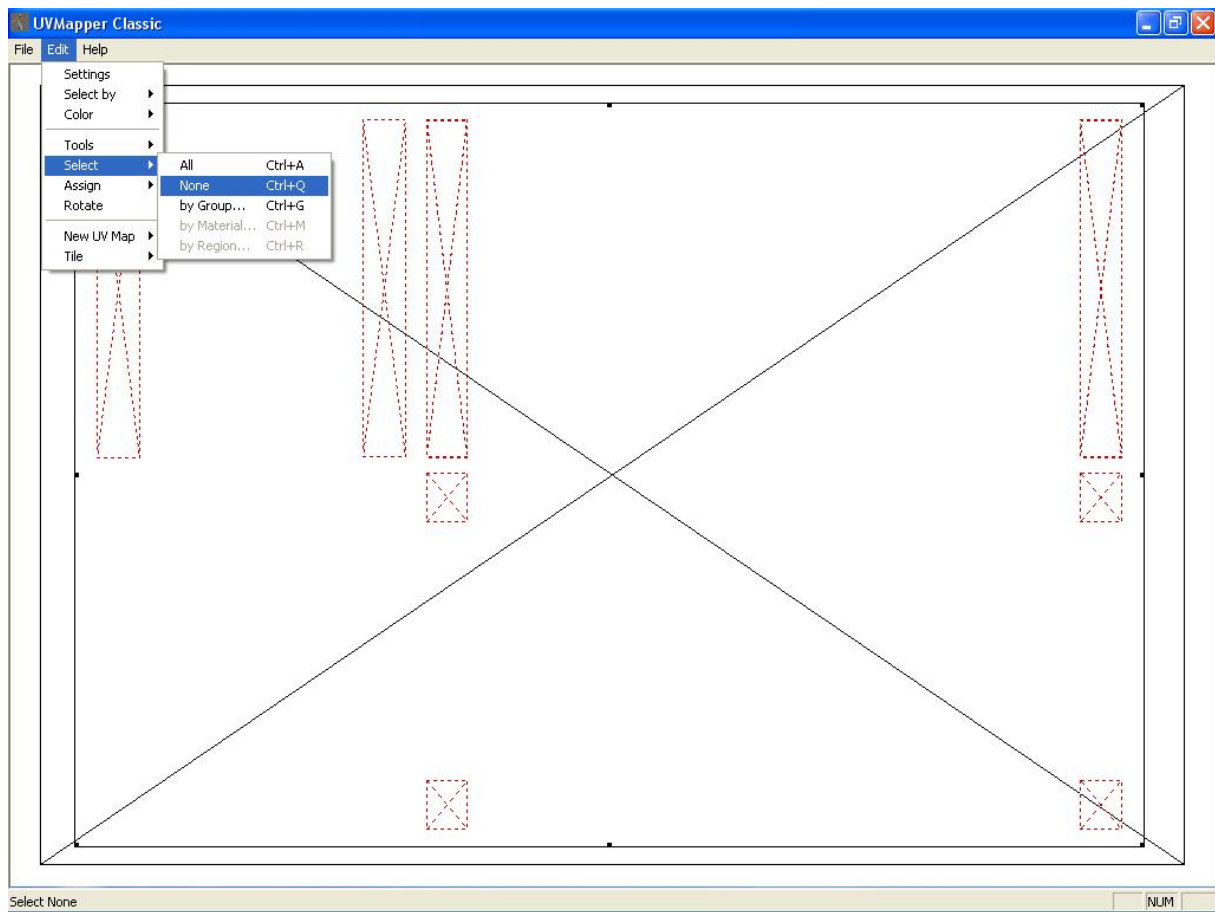 UVMapper Classic
File Edit Help
Settings
Select by
Color
Tools
Select
Assign
Rotate
New UV Map
Tile
All Ctrl+A
None Ctrl+Q
by Group... Ctrl+G
by Material... Ctrl+M
by Region... Ctrl+R
Select None NUM